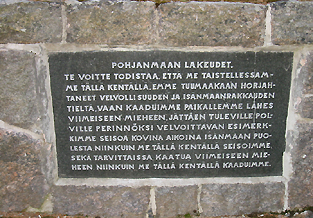 POHJANMAAN LAKEUDET.
TE VOITTE TODISTAA, ETTÄ ME TAISTELLESSAM-
ME TÄLLÄ KENTÄLLÄ, EMME TUUMAAKAAN HORJAH-
TANEET VELVOLLISUUDEN JA ISÄNMAANRAKKAUDEN
TIELTÄ, VAAN KAADUIMME PAIKALLEMME LÄHES
VIIMEISEEN MIEHEEN, JÄTTÄEN TULEVILLE POL-
VILLE PERINNÖKSI VELVOITTAVAN ESIMERK-
KIMME SEISOA KOVINA AIKOINA ISÄNMAAN PUO-
LESTA NIINKUIN ME TÄLLÄ KENTÄLLÄ SEISOIMME,
SEKÄ TARVITTAISSA KAATUA VIIMEISEEN MIE-
HEEN NIINKUIN ME TÄLLÄ KENTÄLLÄ KAADUIMME.